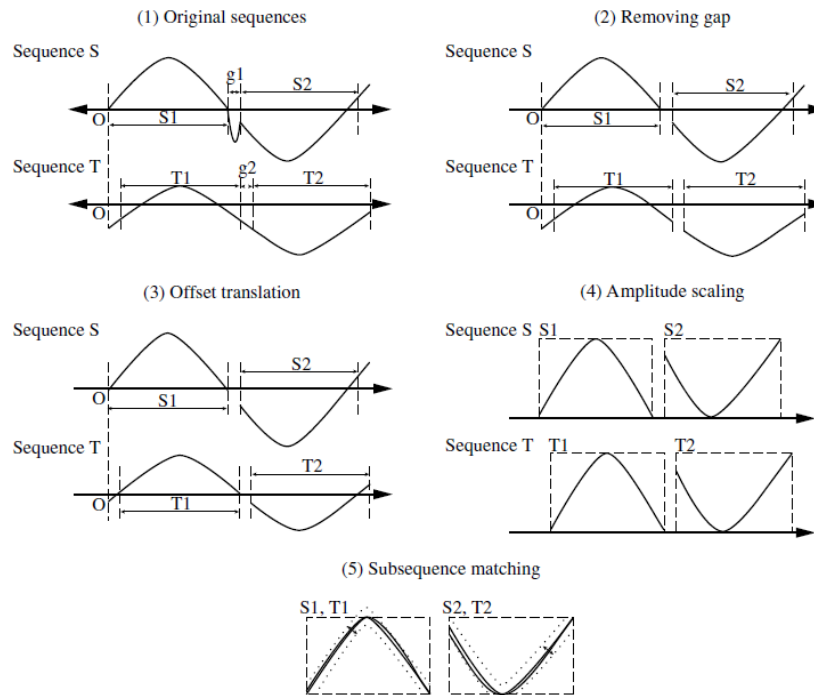 (1) Original sequences
Sequence S
g1
S2
O
S1
Sequence T
T1
g2
T2
O
(2) Removing gap
Sequence S
S2
O
S1
Sequence T
T1
T2
O
(3) Offset translation
Sequence S
S2
O
S1
Sequence T
T2
O
T1
(4) Amplitude scaling
Sequence S S1 S2
Sequence T T1 T2
(5) Subsequence matching
S1, T1 S2, T2